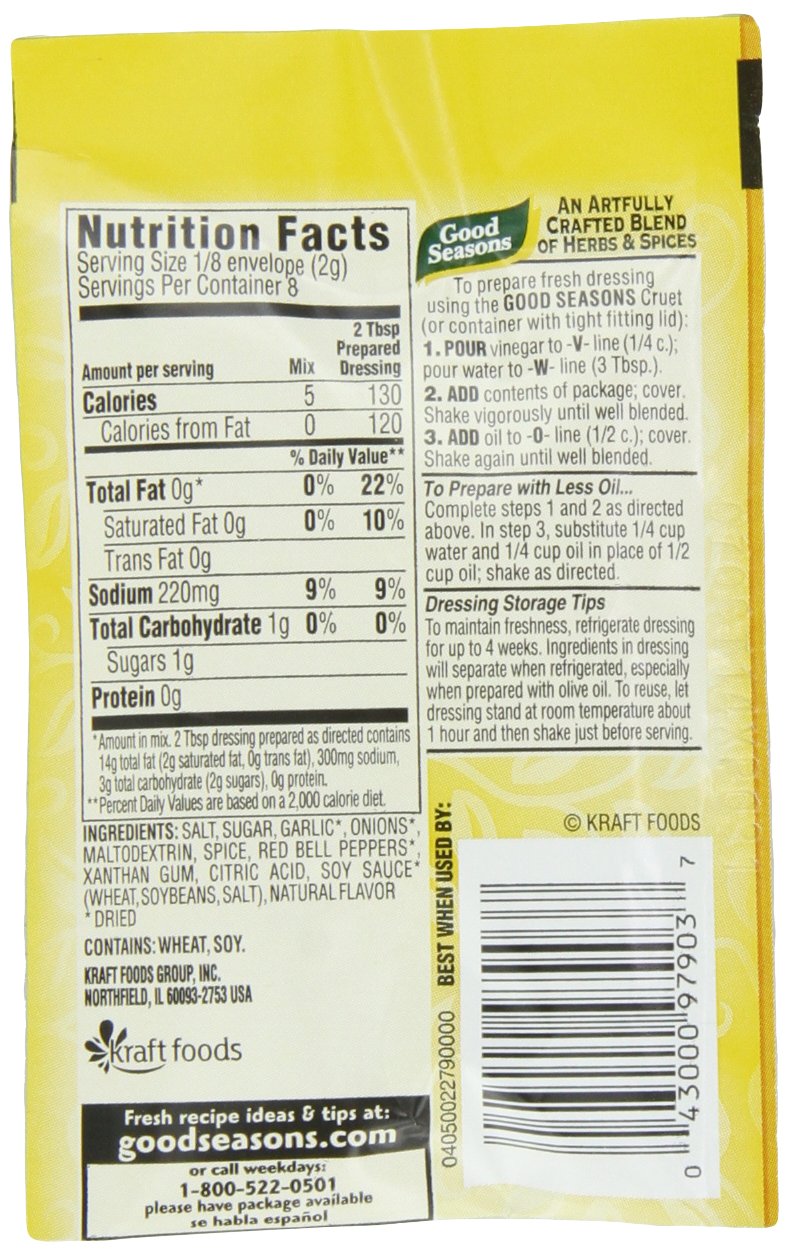 Nutrition Facts
Serving Size 1/8 envelope (2g)
Servings Per Container 8
2 Tbsp
Prepared
Amount per serving Mix Dressing
Calories 5 130
Calories from Fat 0 120
% Daily Value**
Total Fat 0g* 0% 22%
Saturated Fat 0g 0% 10%
Trans Fat 0g
Sodium 220mg 9% 9%
Total Carbohydrate 1g 0% 0%
Sugars 1g
Protein 0g
*Amount in mix. 2 Tbsp dressing prepared as directed contains
14g total fat (2g saturated fat, 0g trans fat), 300mg sodium,
3g total carbohydrate (2g sugars), 0g protein.
**Percent Daily Values are based on a 2,000 calorie diet.
INGREDIENTS: SALT, SUGAR, GARLIC*, ONIONS*,
MALTODEXTRIN, SPICE, RED BELL PEPPERS*,
XANTHAN GUM, CITRIC ACID, SOY SAUCE*
(WHEAT, SOYBEANS, SALT), NATURAL FLAVOR
*DRIED
CONTAINS: WHEAT, SOY.
KRAFT FOODS GROUP, INC.
NORTHFIELD, IL 60093-2753 USA
kraft foods
Fresh recipe ideas & tips at:
goodseasons.com
or call weekdays:
1-800-522-0501
please have package available
se habla español
Good
Seasons
AN ARTFULLY
CRAFTED BLEND
OF HERBS & SPICES
To prepare fresh dressing
using the GOOD SEASONS Cruet
(or container with tight fitting lid):
1. POUR vinegar to -V- line (1/4 c.);
pour water to -W- line (3 Tbsp.).
2. ADD contents of package; cover.
Shake vigorously until well blended.
3. ADD oil to -O- line (1/2 c.); cover.
Shake again until well blended.
To Prepare with Less Oil...
Complete steps 1 and 2 as directed
above. In step 3, substitute 1/4 cup
water and 1/4 cup oil in place of 1/2
cup oil; shake as directed.
Dressing Storage Tips
To maintain freshness, refrigerate dressing
for up to 4 weeks. Ingredients in dressing
will separate when refrigerated, especially
when prepared with olive oil. To reuse, let
dressing stand at room temperature about
1 hour and then shake just before serving.
© KRAFT FOODS
BEST WHEN USED BY:
04050022790000
0 43000 97903 7